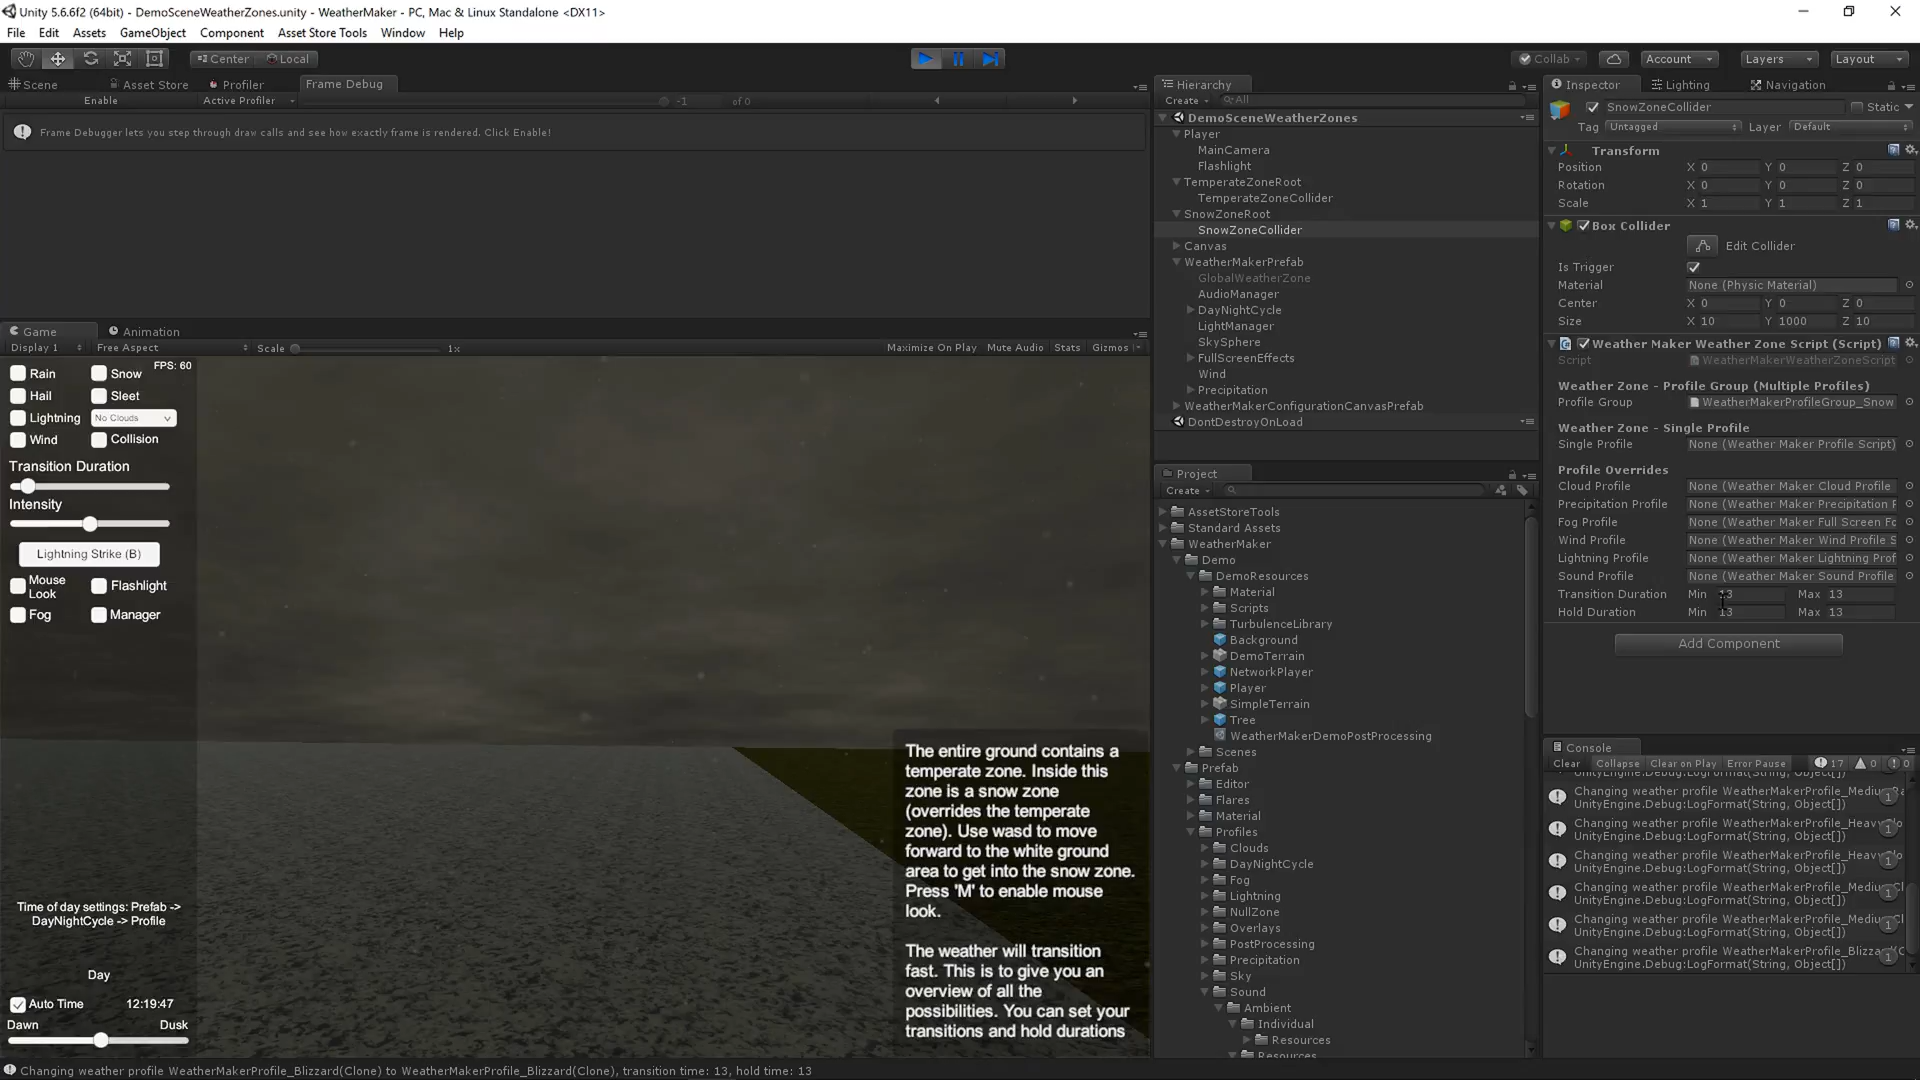 Unity 5.6.6f2 (64bit) - DemoSceneWeatherZones.unity - WeatherMaker - PC, Mac & Linux Standalone <DX11>
File Edit Assets GameObject Component Asset Store Tools Window Help
Center Local
Collab Account Layers Layout
Scene Asset Store Profiler Frame Debug
Enable Active Profiler -1 of 0
Frame Debugger lets you step through draw calls and see how exactly frame is rendered. Click Enable!
Game Animation
Display 1 Free Aspect Scale 1x Maximize On Play Mute Audio Stats Gizmos
Rain Snow FPS: 60
Hail Sleet
Lightning No Clouds
Wind Collision
Transition Duration
Intensity
Lightning Strike (B)
Mouse Look Flashlight
Fog Manager
Time of day settings: Prefab ->
DayNightCycle -> Profile
Day
Auto Time 12:19:47
Dawn Dusk
The entire ground contains a
temperate zone. Inside this
zone is a snow zone
(overrides the temperate
zone). Use wasd to move
forward to the white ground
area to get into the snow zone.
Press 'M' to enable mouse
look.
The weather will transition
fast. This is to give you an
overview of all the
possibilities. You can set your
transitions and hold durations
Hierarchy
Create All
DemoSceneWeatherZones
Player
MainCamera
Flashlight
TemperateZoneRoot
TemperateZoneCollider
SnowZoneRoot
SnowZoneCollider
Canvas
WeatherMakerPrefab
GlobalWeatherZone
AudioManager
DayNightCycle
LightManager
SkySphere
FullScreenEffects
Wind
Precipitation
WeatherMakerConfigurationCanvasPrefab
DontDestroyOnLoad
Project
Create
AssetStoreTools
Standard Assets
WeatherMaker
Demo
DemoResources
Material
Scripts
TurbulenceLibrary
Background
DemoTerrain
NetworkPlayer
Player
SimpleTerrain
Tree
WeatherMakerDemoPostProcessing
Scenes
Prefab
Editor
Flares
Material
Profiles
Clouds
DayNightCycle
Fog
Lightning
NullZone
Overlays
PostProcessing
Precipitation
Sky
Sound
Ambient
Individual
Resources
Resources
Inspector Lighting Navigation
SnowZoneCollider Static
Tag Untagged Layer Default
Transform
Position X 0 Y 0 Z 0
Rotation X 0 Y 0 Z 0
Scale X 1 Y 1 Z 1
Box Collider
Edit Collider
Is Trigger
Material None (Physic Material)
Center X 0 Y 0 Z 0
Size X 10 Y 1000 Z 10
Weather Maker Weather Zone Script (Script)
Script WeatherMakerWeatherZoneScript
Weather Zone - Profile Group (Multiple Profiles)
Profile Group WeatherMakerProfileGroup_Snow
Weather Zone - Single Profile
Single Profile None (Weather Maker Profile Script)
Profile Overrides
Cloud Profile None (Weather Maker Cloud Profile
Precipitation Profile None (Weather Maker Precipitation P
Fog Profile None (Weather Maker Full Screen Fo
Wind Profile None (Weather Maker Wind Profile S
Lightning Profile None (Weather Maker Lightning Prof
Sound Profile None (Weather Maker Sound Profile
Transition Duration Min 13 Max 13
Hold Duration Min 13 Max 13
Add Component
Console
Clear Collapse Clear on Play Error Pause 17 0 0
UnityEngine.Debug:LogFormat(String, Object[])
Changing weather profile WeatherMakerProfile_MediumRa 1
UnityEngine.Debug:LogFormat(String, Object[])
Changing weather profile WeatherMakerProfile_HeavyClo 1
UnityEngine.Debug:LogFormat(String, Object[])
Changing weather profile WeatherMakerProfile_HeavyClo 1
UnityEngine.Debug:LogFormat(String, Object[])
Changing weather profile WeatherMakerProfile_MediumCl 1
UnityEngine.Debug:LogFormat(String, Object[])
Changing weather profile WeatherMakerProfile_MediumCl 1
UnityEngine.Debug:LogFormat(String, Object[])
Changing weather profile WeatherMakerProfile_Blizzard(C 1
UnityEngine.Debug:LogFormat(String, Object[])
Changing weather profile WeatherMakerProfile_Blizzard(Clone) to WeatherMakerProfile_Blizzard(Clone), transition time: 13, hold time: 13